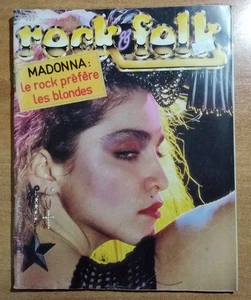 rock & folk
MADONNA:
le rock préfère
les blondes